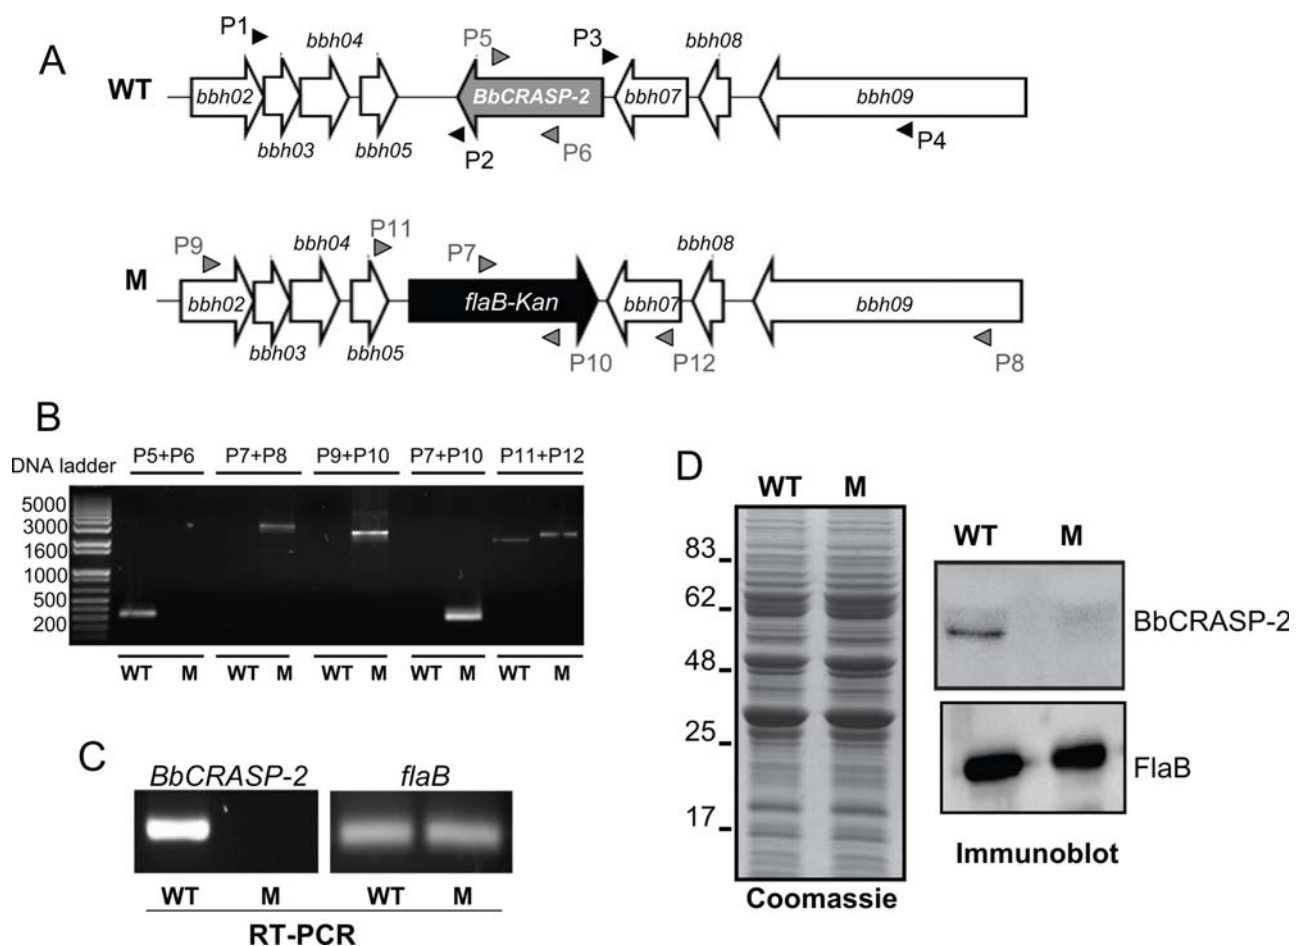 A
P1
bbh04
P5
P3
bbh08
WT
bbh02
BbCRASP-2
bbh07
bbh09
bbh03
bbh05
P2
P6
P4
P9
bbh04
P11
P7
bbh08
M
bbh02
flaB-Kan
bbh07
bbh09
bbh03
bbh05
P10
P12
P8
B
DNA ladder
P5+P6 P7+P8 P9+P10 P7+P10 P11+P12
5000
3000
1600
1000
500
200
WT M WT M WT M WT M WT M
C
BbCRASP-2 flaB
WT M WT M
RT-PCR
D
WT M
83
62
48
25
17
Coomassie
WT M
BbCRASP-2
FlaB
Immunoblot